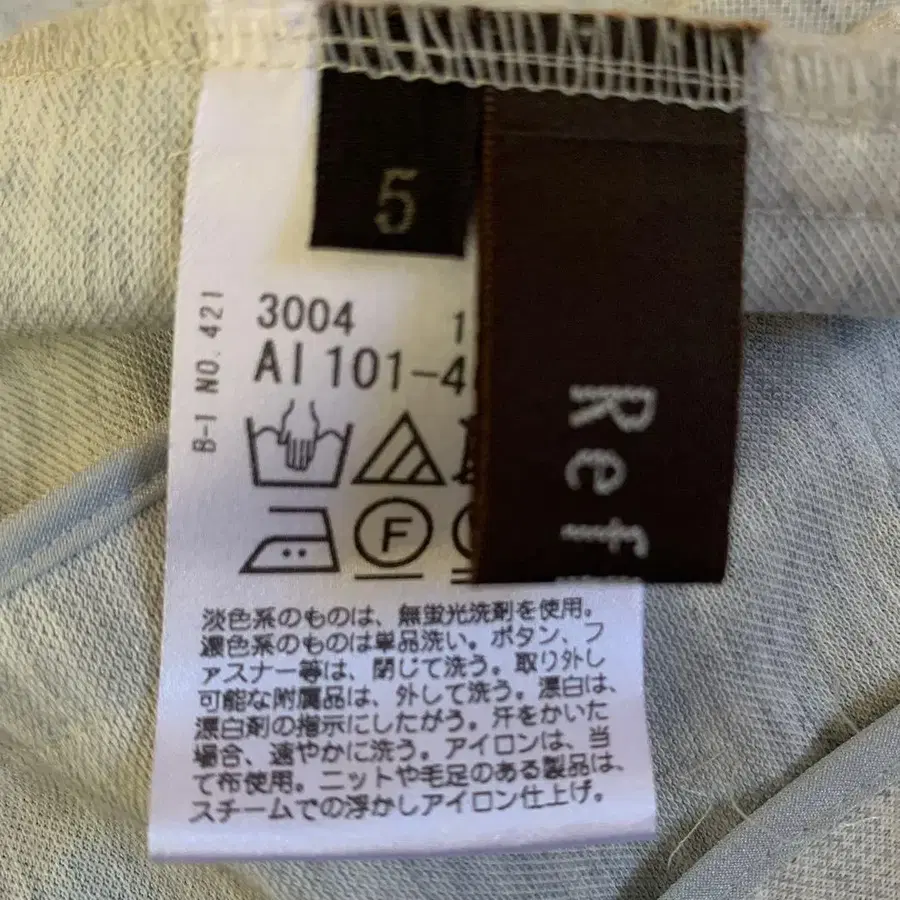 5
B-1 NO. 421
3004 1
AI 101-4
F
Ref
淡色系のものは、無蛍光洗剤を使用。
濃色系のものは単品洗い。ボタン、フ
ァスナー等は、閉じて洗う。取り外し
可能な附属品は、外して洗う。漂白は、
漂白剤の指示にしたがう。汗をかいた
場合、速やかに洗う。アイロンは、当
て布使用。ニットや毛足のある製品は、
スチームでの浮かしアイロン仕上げ。